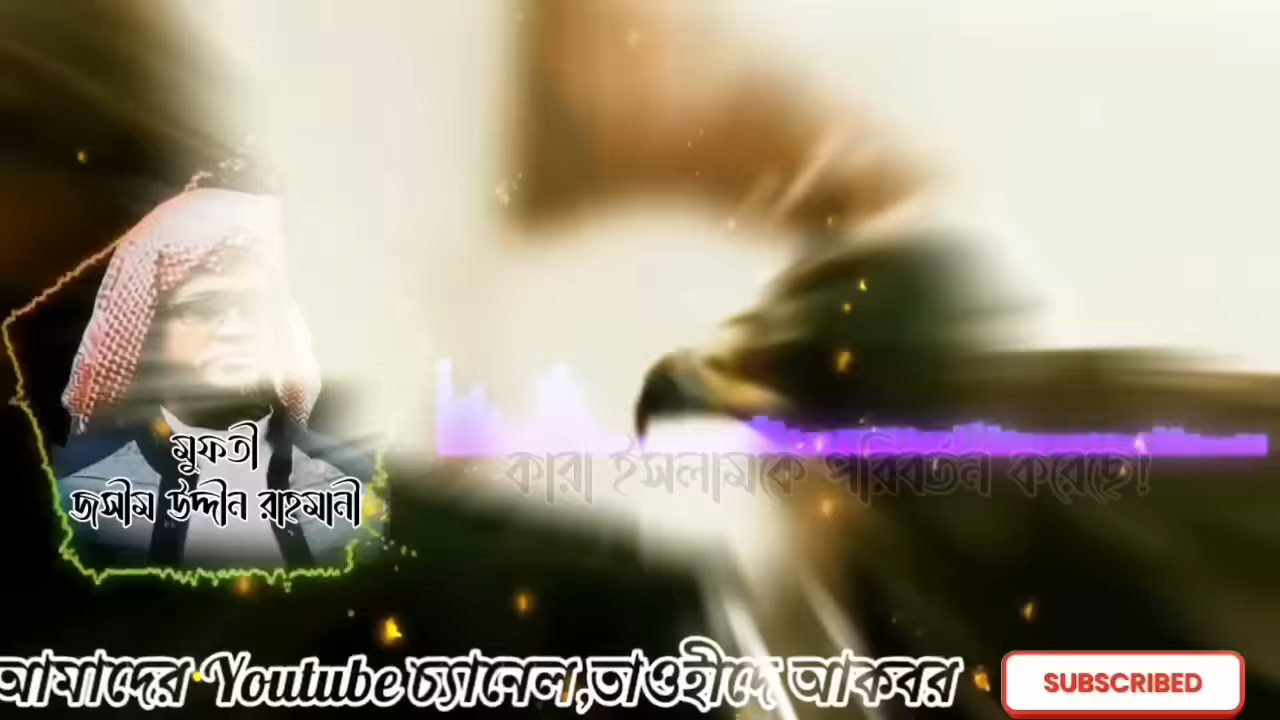 মুফতী
জসীম উদ্দীন রাহমানী
কারা ইসলামকে পরিবর্তন করেছে!
আমাদের Youtube চ্যানেল,তাওহীদে আকবর
SUBSCRIBED